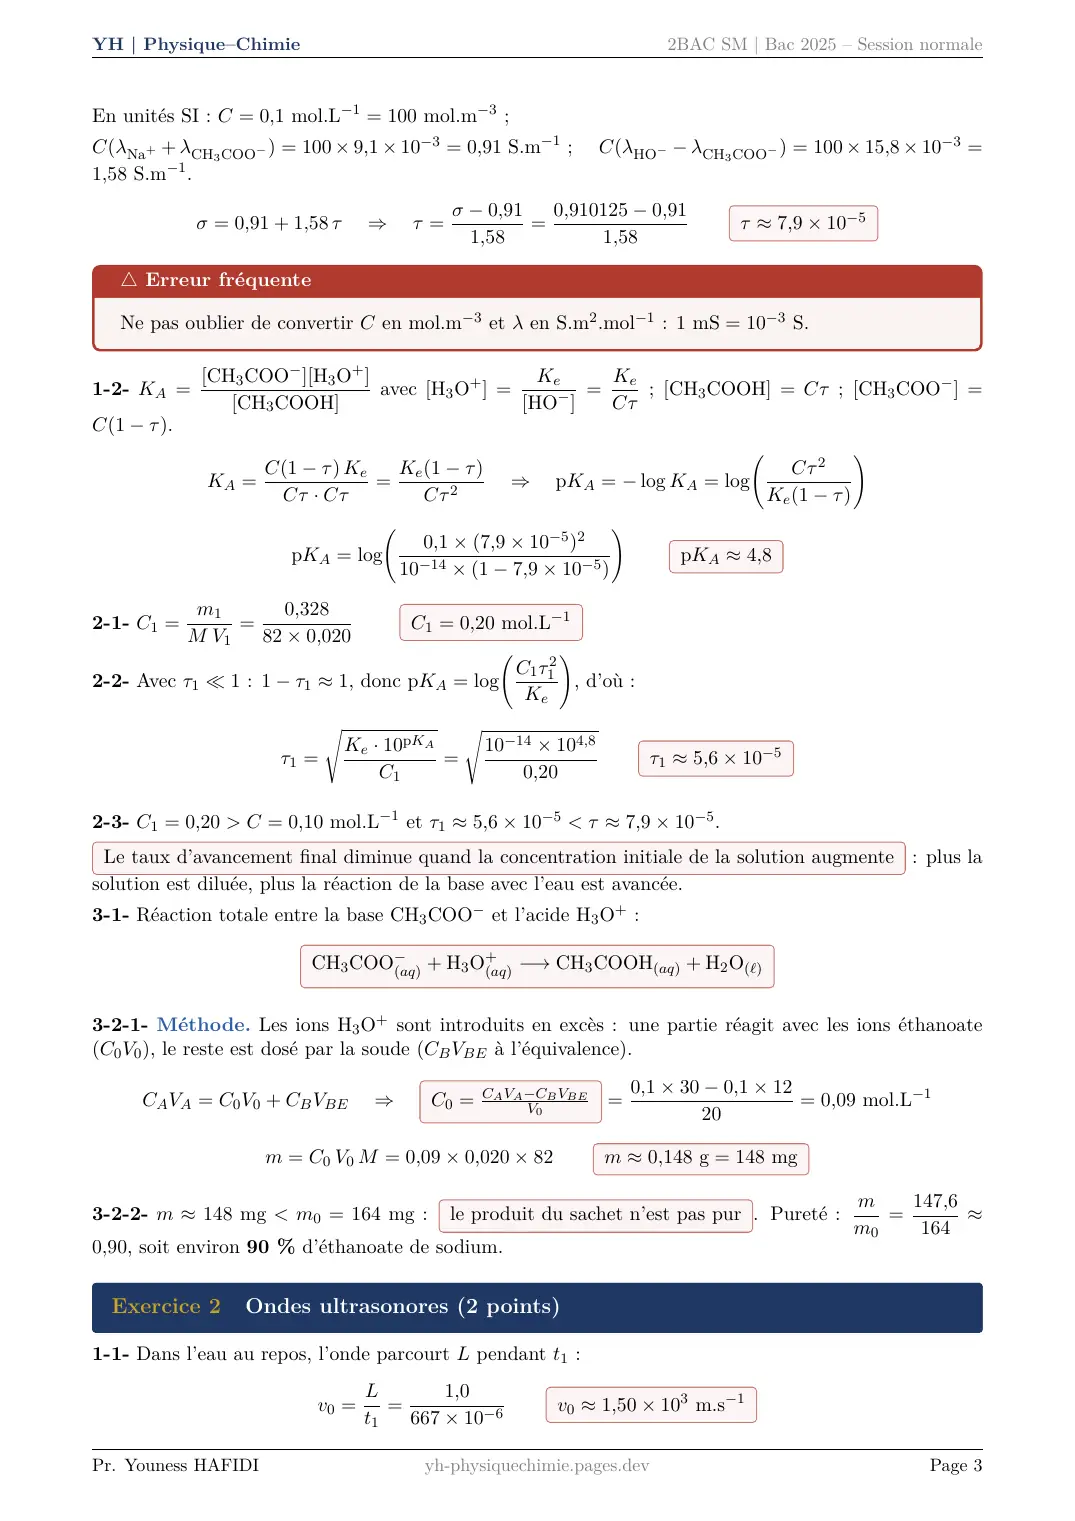 YH | Physique–Chimie 2BAC SM | Bac 2025 – Session normale
En unités SI : C = 0,1 mol.L⁻¹ = 100 mol.m⁻³ ;
C(λ_Na⁺ + λ_CH₃COO⁻) = 100 × 9,1 × 10⁻³ = 0,91 S.m⁻¹ ; C(λ_HO⁻ − λ_CH₃COO⁻) = 100 × 15,8 × 10⁻³ =
1,58 S.m⁻¹.
σ = 0,91 + 1,58 τ ⇒ τ = (σ − 0,91)/1,58 = (0,910125 − 0,91)/1,58 τ ≈ 7,9 × 10⁻⁵
△ Erreur fréquente
Ne pas oublier de convertir C en mol.m⁻³ et λ en S.m².mol⁻¹ : 1 mS = 10⁻³ S.
1-2- K_A = [CH₃COO⁻][H₃O⁺]/[CH₃COOH] avec [H₃O⁺] = K_e/[HO⁻] = K_e/Cτ ; [CH₃COOH] = Cτ ; [CH₃COO⁻] =
C(1 − τ).
K_A = C(1 − τ) K_e/(Cτ · Cτ) = K_e(1 − τ)/Cτ² ⇒ pK_A = − log K_A = log(Cτ²/(K_e(1 − τ)))
pK_A = log(0,1 × (7,9 × 10⁻⁵)²/(10⁻¹⁴ × (1 − 7,9 × 10⁻⁵))) pK_A ≈ 4,8
2-1- C₁ = m₁/(M V₁) = 0,328/(82 × 0,020) C₁ = 0,20 mol.L⁻¹
2-2- Avec τ₁ ≪ 1 : 1 − τ₁ ≈ 1, donc pK_A = log(C₁τ₁²/K_e), d'où :
τ₁ = √(K_e · 10^pK_A/C₁) = √(10⁻¹⁴ × 10^4,8/0,20) τ₁ ≈ 5,6 × 10⁻⁵
2-3- C₁ = 0,20 > C = 0,10 mol.L⁻¹ et τ₁ ≈ 5,6 × 10⁻⁵ < τ ≈ 7,9 × 10⁻⁵.
Le taux d'avancement final diminue quand la concentration initiale de la solution augmente : plus la
solution est diluée, plus la réaction de la base avec l'eau est avancée.
3-1- Réaction totale entre la base CH₃COO⁻ et l'acide H₃O⁺ :
CH₃COO⁻(aq) + H₃O⁺(aq) ⟶ CH₃COOH(aq) + H₂O(ℓ)
3-2-1- Méthode. Les ions H₃O⁺ sont introduits en excès : une partie réagit avec les ions éthanoate
(C₀V₀), le reste est dosé par la soude (C_B V_BE à l'équivalence).
C_A V_A = C₀V₀ + C_B V_BE ⇒ C₀ = (C_A V_A − C_B V_BE)/V₀ = (0,1 × 30 − 0,1 × 12)/20 = 0,09 mol.L⁻¹
m = C₀ V₀ M = 0,09 × 0,020 × 82 m ≈ 0,148 g = 148 mg
3-2-2- m ≈ 148 mg < m₀ = 164 mg : le produit du sachet n'est pas pur. Pureté : m/m₀ = 147,6/164 ≈
0,90, soit environ 90 % d'éthanoate de sodium.
Exercice 2 Ondes ultrasonores (2 points)
1-1- Dans l'eau au repos, l'onde parcourt L pendant t₁ :
v₀ = L/t₁ = 1,0/(667 × 10⁻⁶) v₀ ≈ 1,50 × 10³ m.s⁻¹
Pr. Youness HAFIDI yh-physiquechimie.pages.dev Page 3